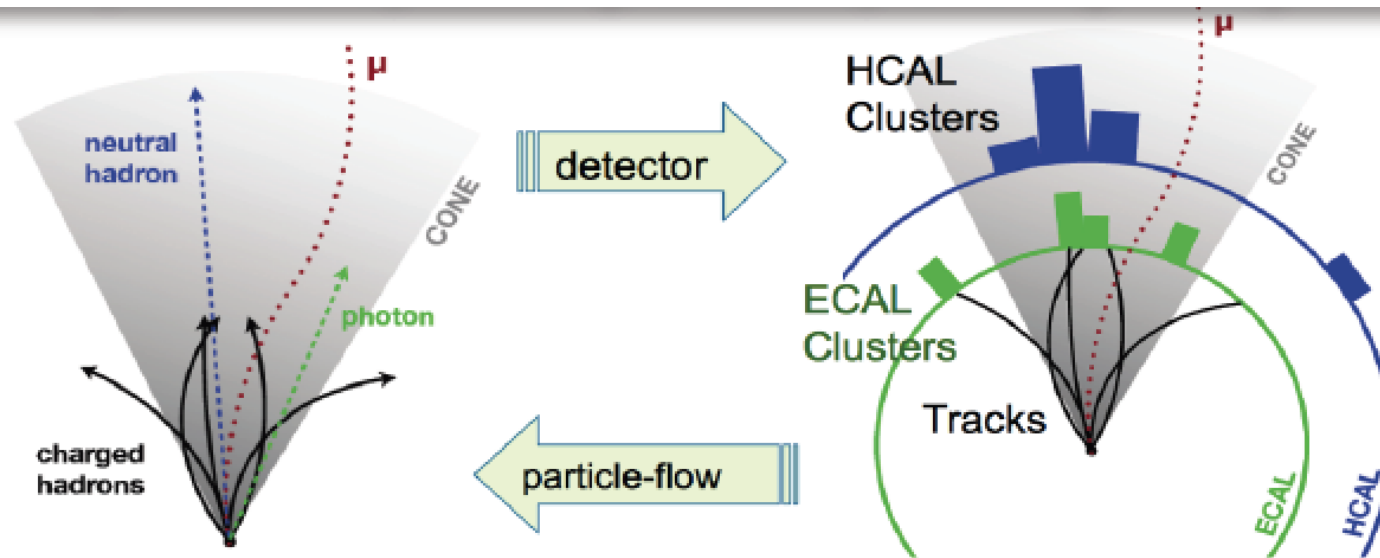 μ
neutral
hadron
CONE
photon
charged
hadrons
detector
particle-flow
μ
HCAL
Clusters
CONE
ECAL
Clusters
Tracks
ECAL
HCAL